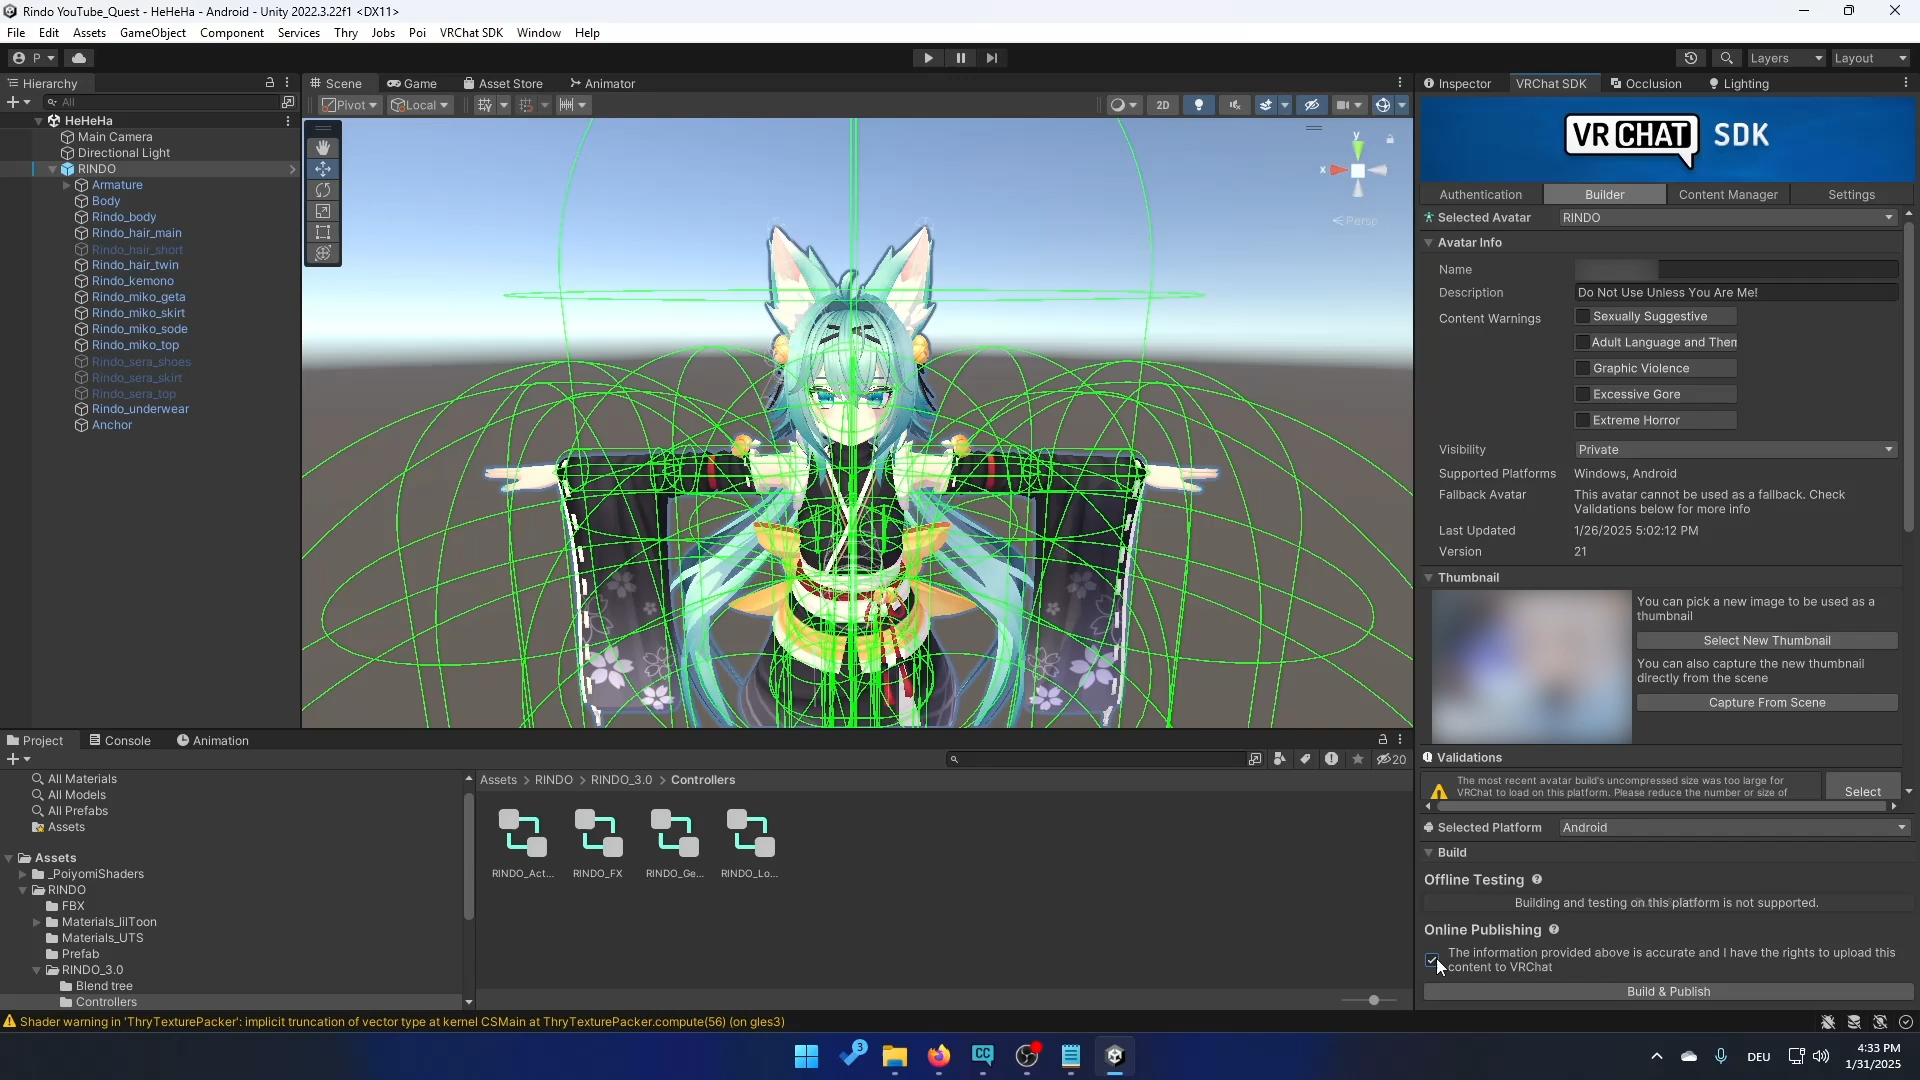 Rindo YouTube_Quest - HeHeHa - Android - Unity 2022.3.22f1 <DX11>
File Edit Assets GameObject Component Services Thry Jobs Poi VRChat SDK Window Help
P Layers Layout
Hierarchy
All
HeHeHa
Main Camera
Directional Light
RINDO
Armature
Body
Rindo_body
Rindo_hair_main
Rindo_hair_short
Rindo_hair_twin
Rindo_kemono
Rindo_miko_geta
Rindo_miko_skirt
Rindo_miko_sode
Rindo_miko_top
Rindo_sera_shoes
Rindo_sera_skirt
Rindo_sera_top
Rindo_underwear
Anchor
Scene Game Asset Store Animator
Pivot Local 2D
y
x
Persp
Inspector VRChat SDK Occlusion Lighting
VRCHAT SDK
Authentication Builder Content Manager Settings
Selected Avatar RINDO
Avatar Info
Name
Description Do Not Use Unless You Are Me!
Content Warnings Sexually Suggestive
Adult Language and Then
Graphic Violence
Excessive Gore
Extreme Horror
Visibility Private
Supported Platforms Windows, Android
Fallback Avatar This avatar cannot be used as a fallback. Check
Validations below for more info
Last Updated 1/26/2025 5:02:12 PM
Version 21
Thumbnail
You can pick a new image to be used as a
thumbnail
Select New Thumbnail
You can also capture the new thumbnail
directly from the scene
Capture From Scene
Validations
The most recent avatar build's uncompressed size was too large for
VRChat to load on this platform. Please reduce the number or size of
Select
Selected Platform Android
Build
Offline Testing
Building and testing on this platform is not supported.
Online Publishing
The information provided above is accurate and I have the rights to upload this
content to VRChat
Build & Publish
Project Console Animation
20
All Materials
All Models
All Prefabs
Assets
Assets
_PoiyomiShaders
RINDO
FBX
Materials_lilToon
Materials_UTS
Prefab
RINDO_3.0
Blend tree
Controllers
Assets > RINDO > RINDO_3.0 > Controllers
RINDO_Act... RINDO_FX RINDO_Ge... RINDO_Lo...
Shader warning in 'ThryTexturePacker': implicit truncation of vector type at kernel CSMain at ThryTexturePacker.compute(56) (on gles3)
3 CC DEU
4:33 PM
1/31/2025